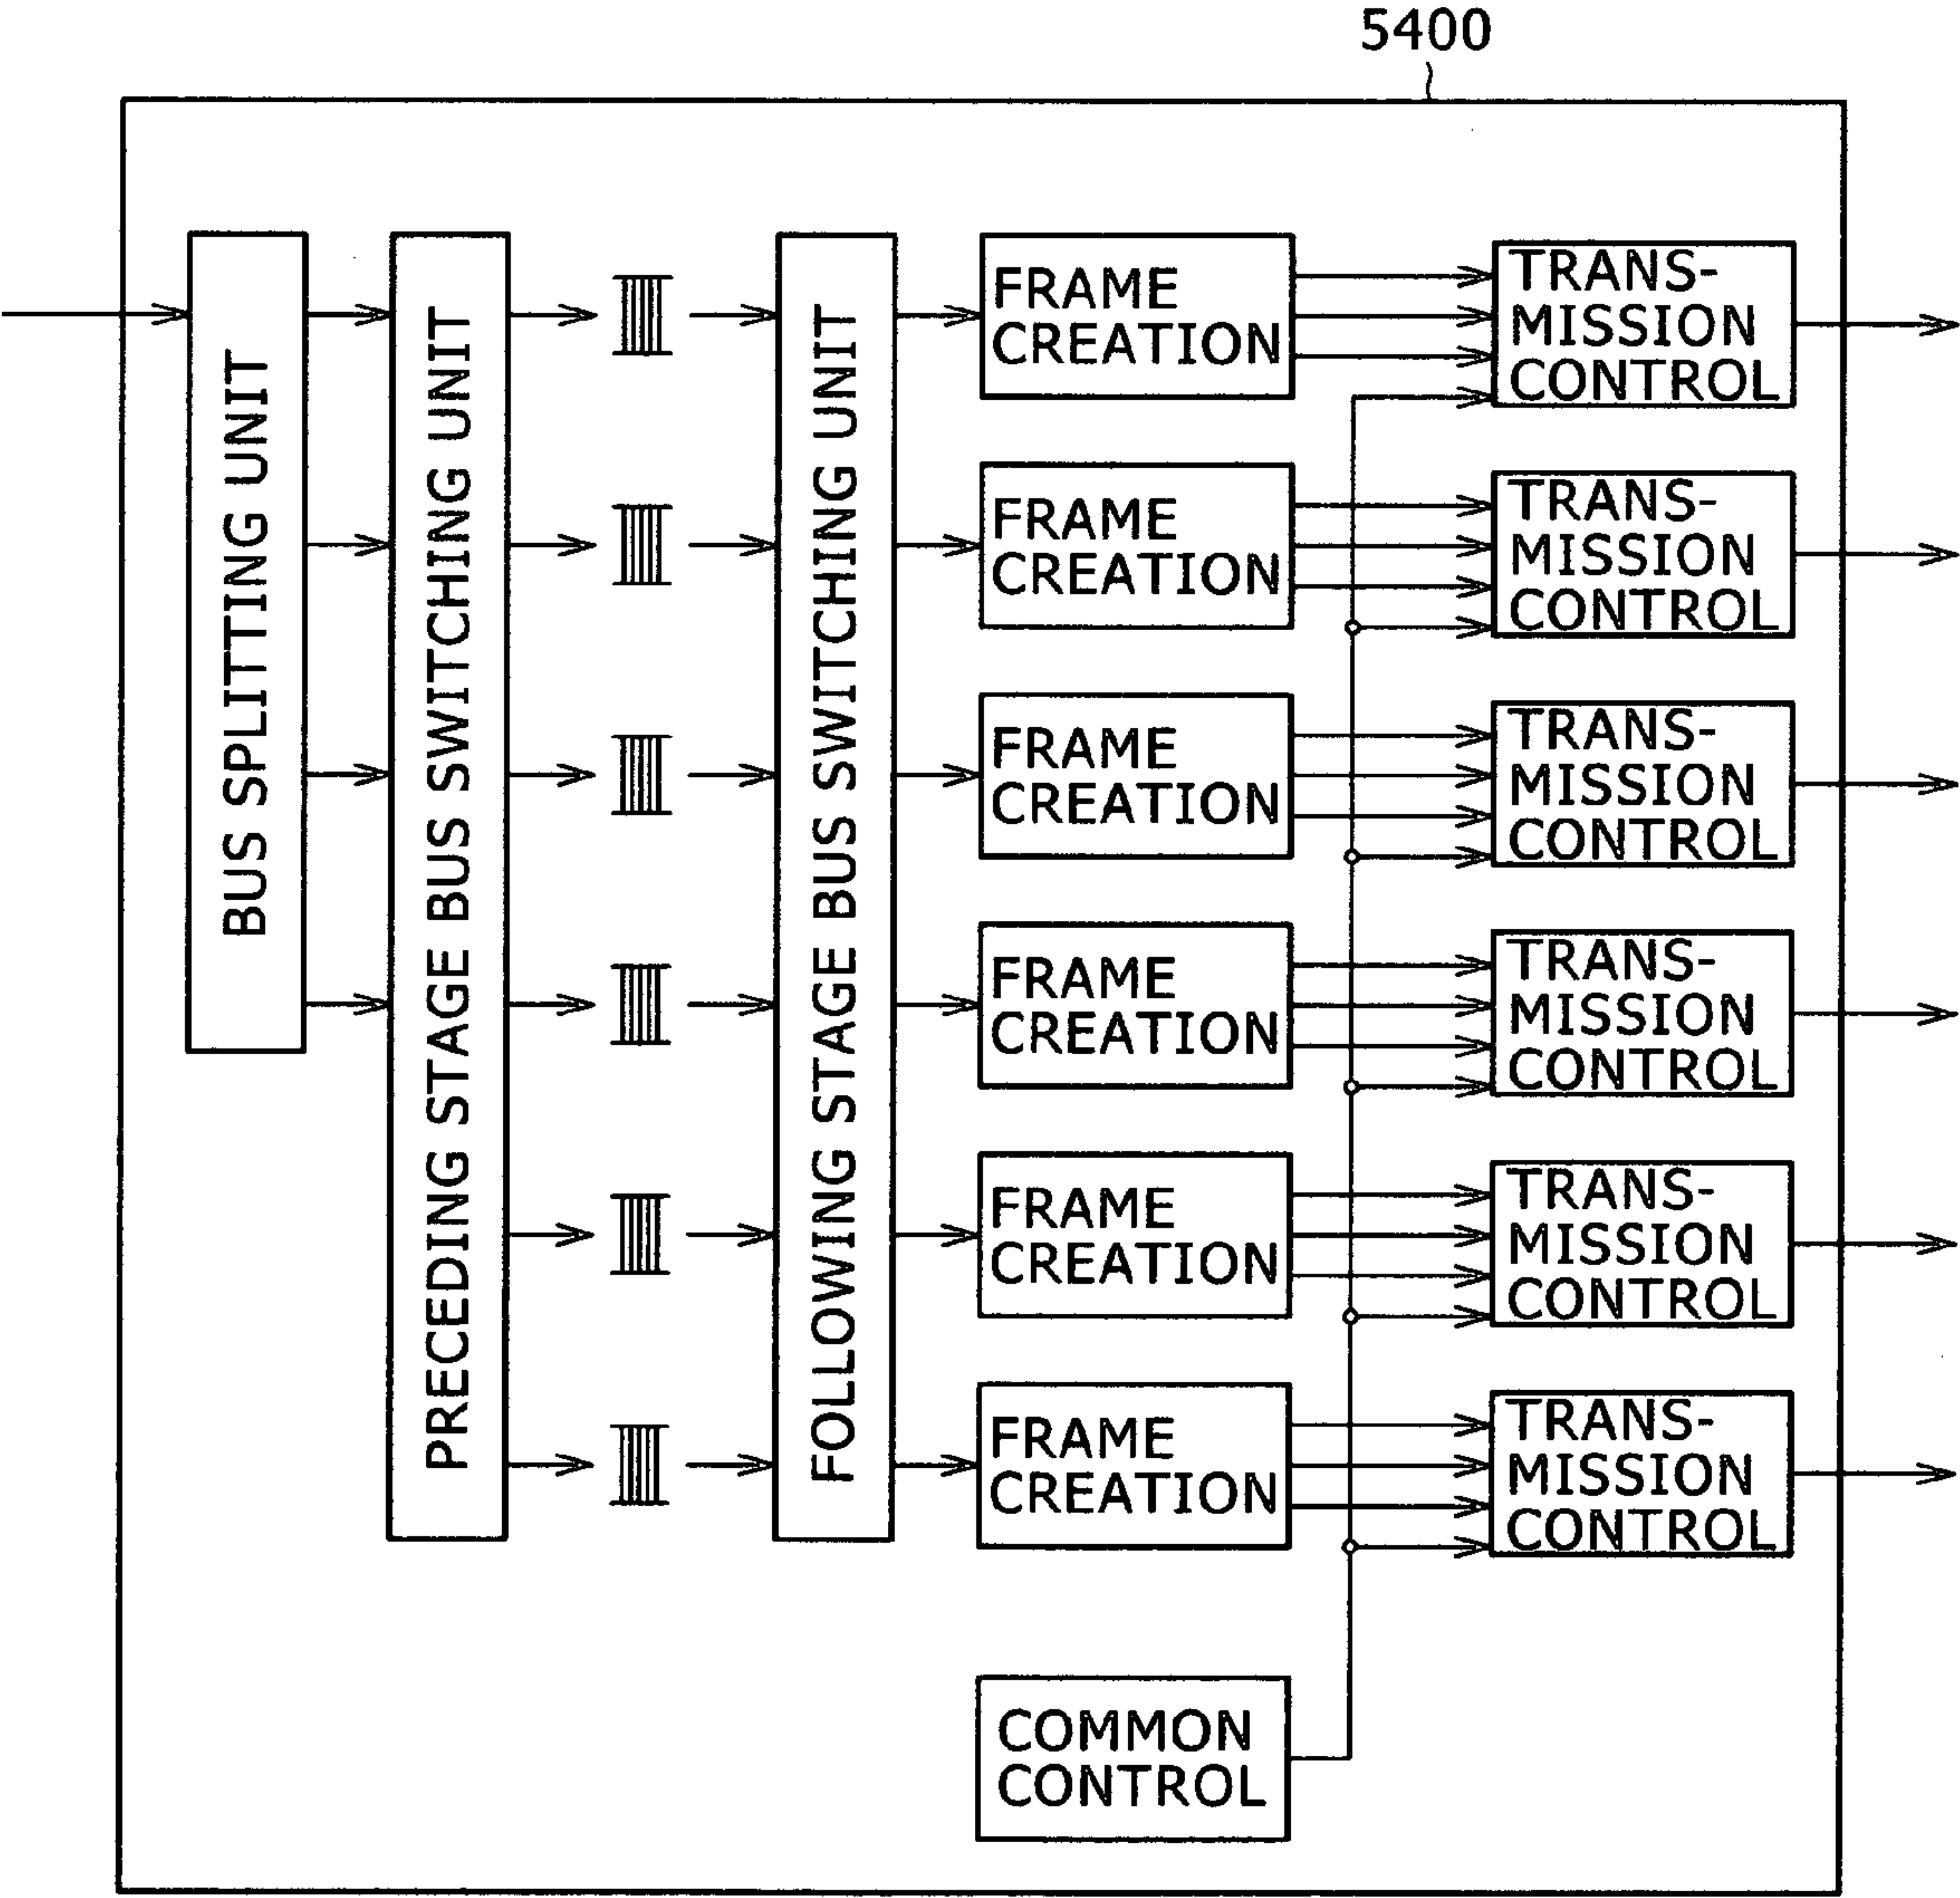 5400
BUS SPLITTING UNIT
PRECEDING STAGE BUS SWITCHING UNIT
FOLLOWING STAGE BUS SWITCHING UNIT
FRAME
CREATION
TRANS-
MISSION
CONTROL
FRAME
CREATION
TRANS-
MISSION
CONTROL
FRAME
CREATION
TRANS-
MISSION
CONTROL
FRAME
CREATION
TRANS-
MISSION
CONTROL
FRAME
CREATION
TRANS-
MISSION
CONTROL
FRAME
CREATION
TRANS-
MISSION
CONTROL
COMMON
CONTROL